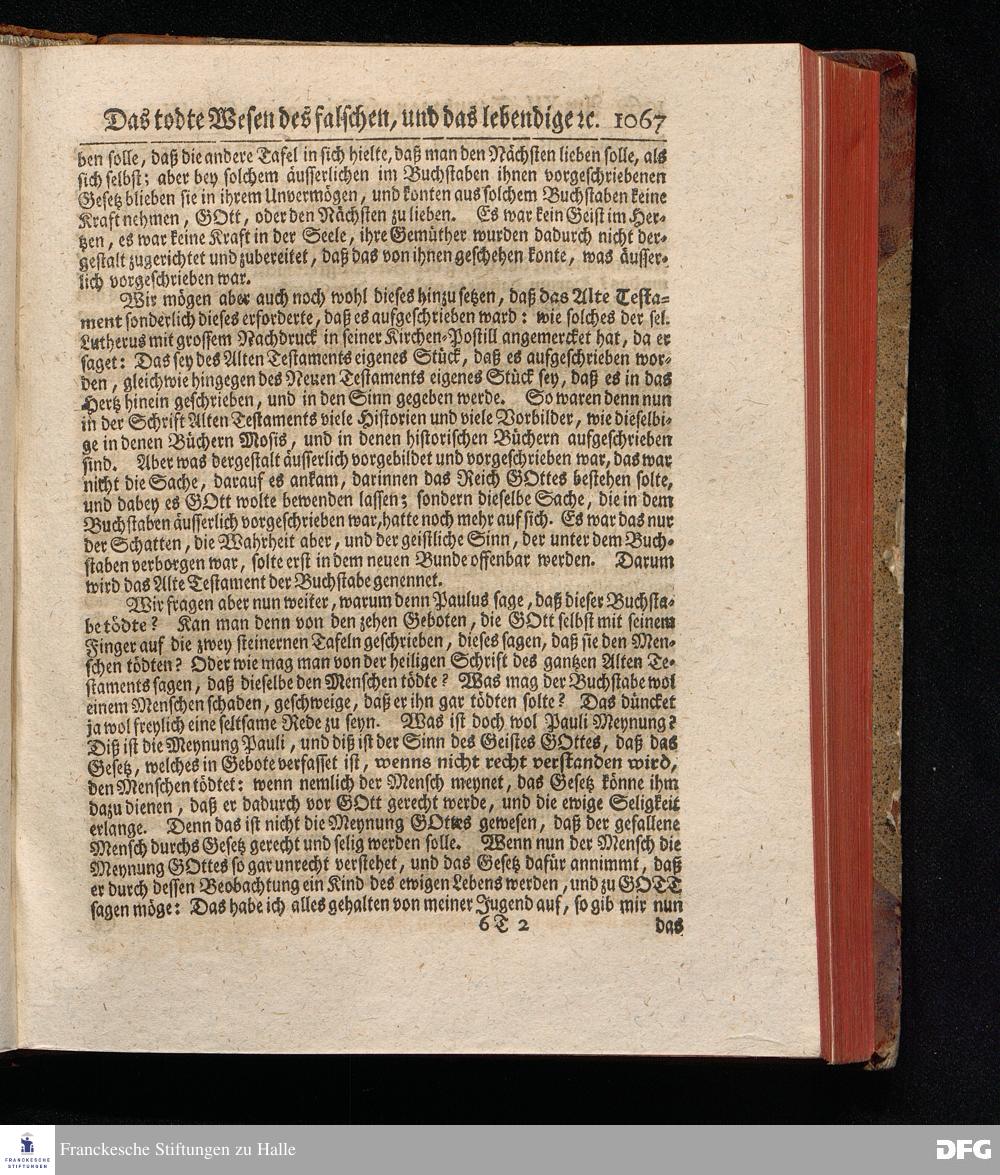 Das todte Wesen des falschen, und das lebendige ꝛc. 1067
ben solle, daß die andere Tafel in sich hielte, daß man den Nächsten lieben solle, als
sich selbst; aber bey solchem äusserlichen im Buchstaben ihnen vorgeschriebenen
Gesetz blieben sie in ihrem Unvermögen, und konten aus solchem Buchstaben keine
Kraft nehmen, GOtt, oder den Nächsten zu lieben. Es war kein Geist im Her-
tzen, es war keine Kraft in der Seele, ihre Gemüther wurden dadurch nicht der-
gestalt zugerichtet und zubereitet, daß das von ihnen geschehen konte, was äusser-
lich vorgeschrieben war.
Wir mögen aber auch noch wohl dieses hinzu setzen, daß das Alte Testa-
ment sonderlich dieses erforderte, daß es aufgeschrieben ward: wie solches der sel.
Lutherus mit grossem Nachdruck in seiner Kirchen-Postill angemercket hat, da er
saget: Das sey des Alten Testaments eigenes Stück, daß es aufgeschrieben wor-
den, gleichwie hingegen des Neuen Testaments eigenes Stück sey, daß es in das
Hertz hinein geschrieben, und in den Sinn gegeben werde. So waren denn nun
in der Schrift Alten Testaments viele Historien und viele Vorbilder, wie dieselbi-
ge in denen Büchern Mosis, und in denen historischen Büchern aufgeschrieben
sind. Aber was dergestalt äusserlich vorgebildet und vorgeschrieben war, das war
nicht die Sache, darauf es ankam, darinnen das Reich GOttes bestehen solte,
und dabey es GOtt wolte bewenden lassen; sondern dieselbe Sache, die in dem
Buchstaben äusserlich vorgeschrieben war, hatte noch mehr auf sich. Es war das nur
der Schatten, die Wahrheit aber, und der geistliche Sinn, der unter dem Buch-
staben verborgen war, solte erst in dem neuen Bunde offenbar werden. Darum
wird das Alte Testament der Buchstabe genennet.
Wir fragen aber nun weiter, warum denn Paulus sage, daß dieser Buchsta-
be tödte? Kan man denn von den zehen Geboten, die GOtt selbst mit seinem
Finger auf die zwey steinernen Tafeln geschrieben, dieses sagen, daß sie den Men-
schen tödten? Oder wie mag man von der heiligen Schrift des gantzen Alten Te-
staments sagen, daß dieselbe den Menschen tödte? Was mag der Buchstabe wol
einem Menschen schaden, geschweige, daß er ihn gar tödten solte? Das düncket
ja wol freylich eine seltsame Rede zu seyn. Was ist doch wol Pauli Meynung?
Diß ist die Meynung Pauli, und diß ist der Sinn des Geistes GOttes, daß das
Gesetz, welches in Gebote verfasset ist, wenns nicht recht verstanden wird,
den Menschen tödtet: wenn nemlich der Mensch meynet, das Gesetz könne ihm
dazu dienen, daß er dadurch vor GOtt gerecht werde, und die ewige Seligkeit
erlange. Denn das ist nicht die Meynung GOttes gewesen, daß der gefallene
Mensch durchs Gesetz gerecht und selig werden solle. Wenn nun der Mensch die
Meynung GOttes so gar unrecht verstehet, und das Gesetz dafür annimmt, daß
er durch dessen Beobachtung ein Kind des ewigen Lebens werden, und zu GOTT
sagen möge: Das habe ich alles gehalten von meiner Jugend auf, so gib mir nun
6 T 2 das
FRANCKESCHE
STIFTUNGEN
Franckesche Stiftungen zu Halle
DFG